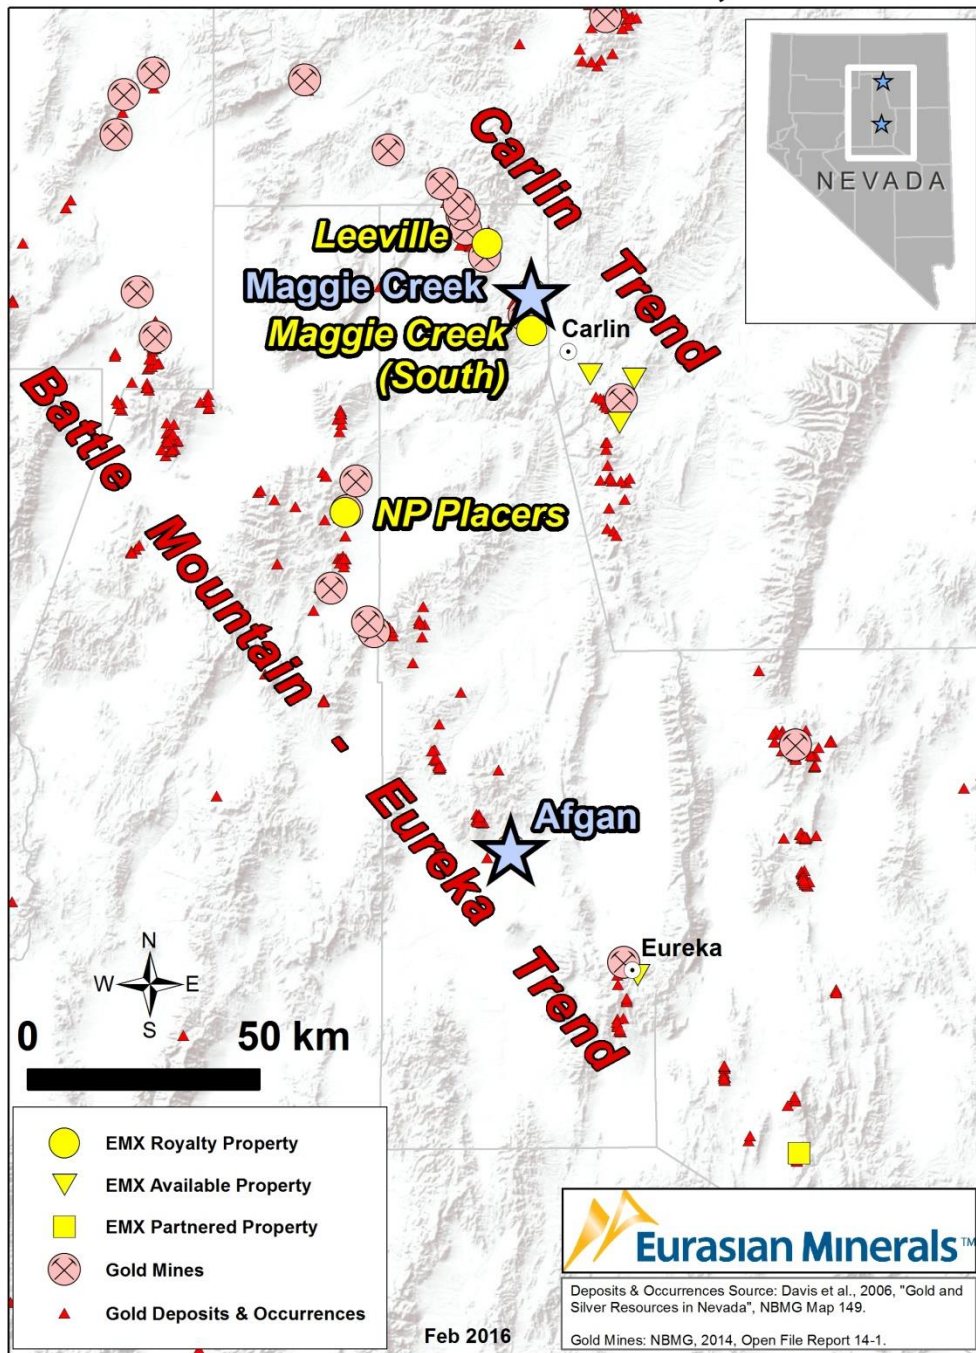 NEVADA
Carlin
Trend
Leeville
Maggie Creek
Maggie Creek
(South)
Carlin
Battle
Mountain
-
Eureka
Trend
NP Placers
Afgan
Eureka
N
W
E
S
0
50 km
EMX Royalty Property
EMX Available Property
EMX Partnered Property
Gold Mines
Gold Deposits & Occurrences
Feb 2016
Eurasian Minerals™
Deposits & Occurrences Source: Davis et al., 2006, "Gold and
Silver Resources in Nevada", NBMG Map 149.
Gold Mines: NBMG, 2014, Open File Report 14-1.